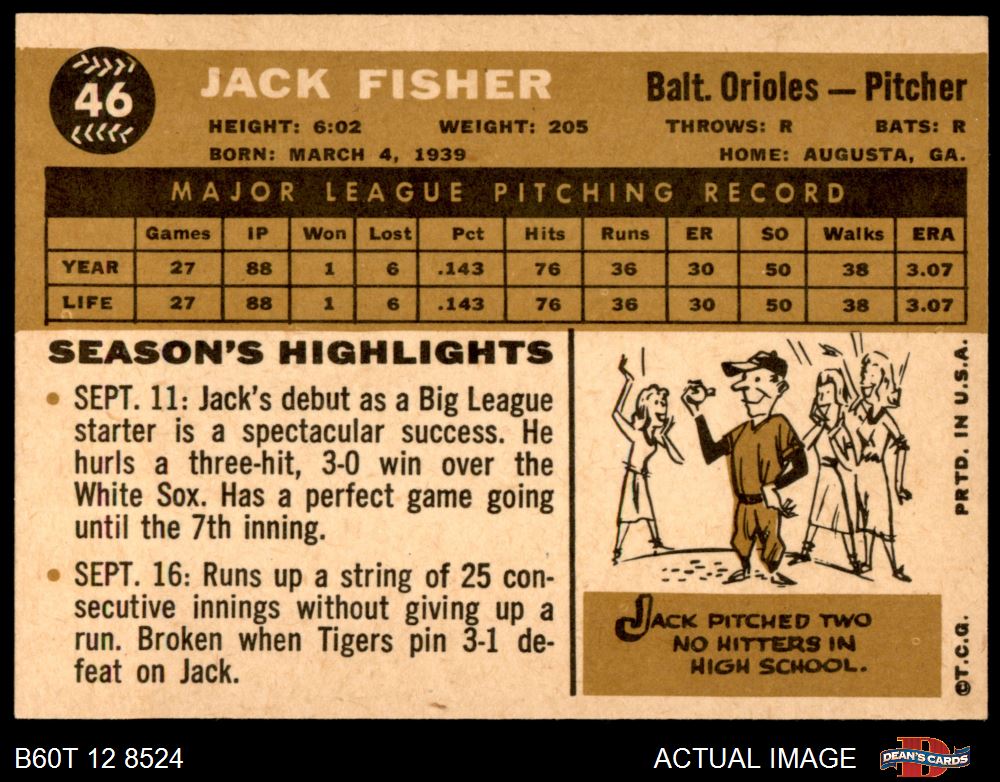 46
JACK FISHER
Balt. Orioles — Pitcher
HEIGHT: 6:02 WEIGHT: 205 THROWS: R BATS: R
BORN: MARCH 4, 1939 HOME: AUGUSTA, GA.
MAJOR LEAGUE PITCHING RECORD
Games IP Won Lost Pct Hits Runs ER SO Walks ERA
YEAR 27 88 1 6 .143 76 36 30 50 38 3.07
LIFE 27 88 1 6 .143 76 36 30 50 38 3.07
SEASON'S HIGHLIGHTS
• SEPT. 11: Jack's debut as a Big League
starter is a spectacular success. He
hurls a three-hit, 3-0 win over the
White Sox. Has a perfect game going
until the 7th inning.
• SEPT. 16: Runs up a string of 25 con-
secutive innings without giving up a
run. Broken when Tigers pin 3-1 de-
feat on Jack.
JACK PITCHED TWO
NO HITTERS IN
HIGH SCHOOL.
PRTD. IN U.S.A.
©T.C.G.
B60T 12 8524
ACTUAL IMAGE
DEAN'S CARDS